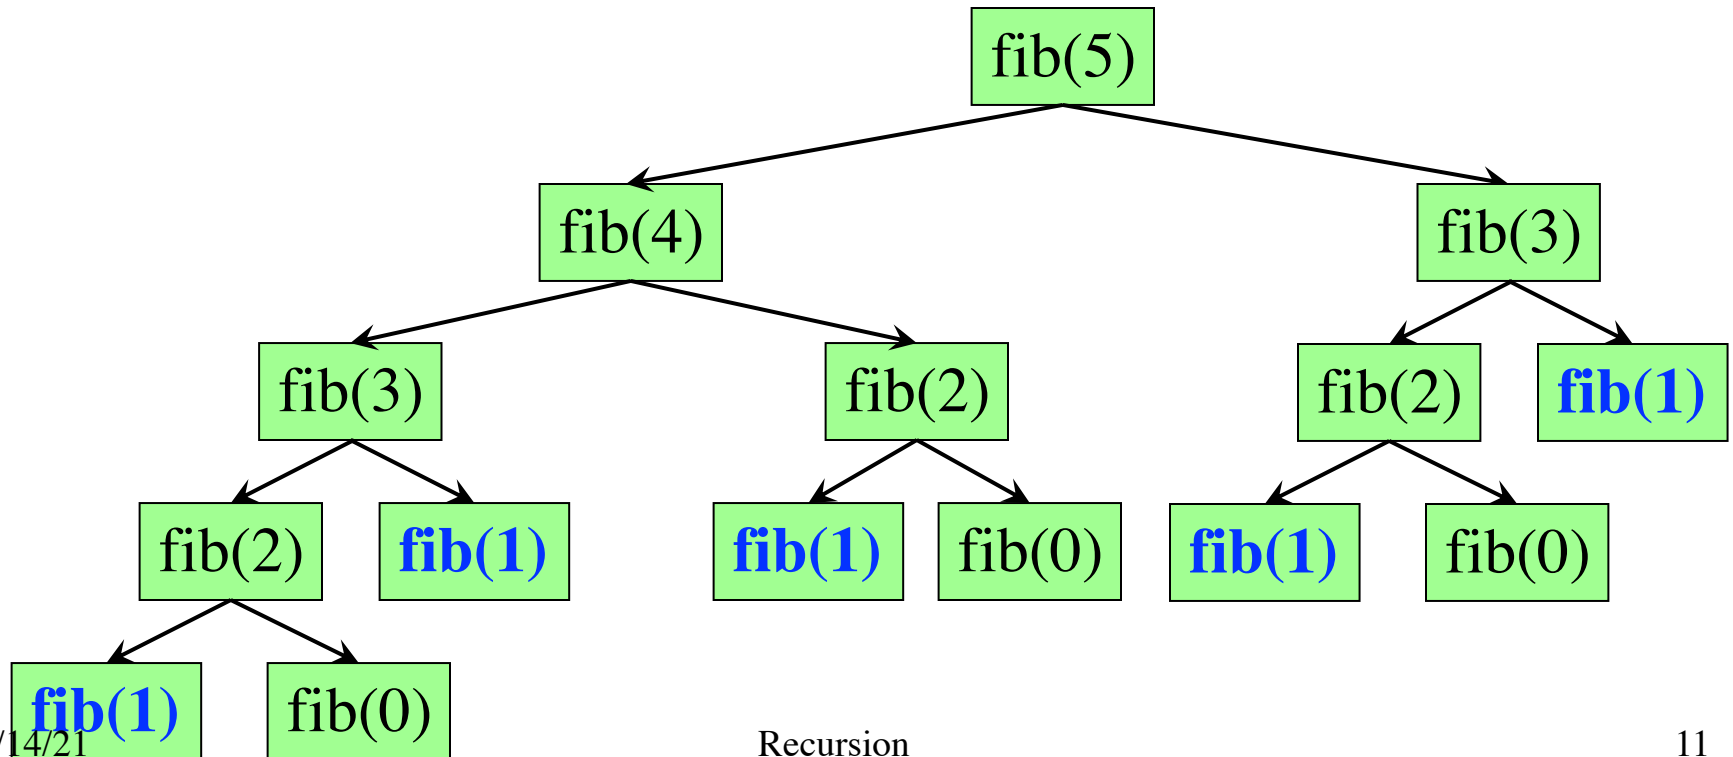 fib(5)
fib(4) fib(3)
fib(3) fib(2) fib(2) fib(1)
fib(2) fib(1) fib(1) fib(0) fib(1) fib(0)
fib(1) fib(0)
/14/21 Recursion 11